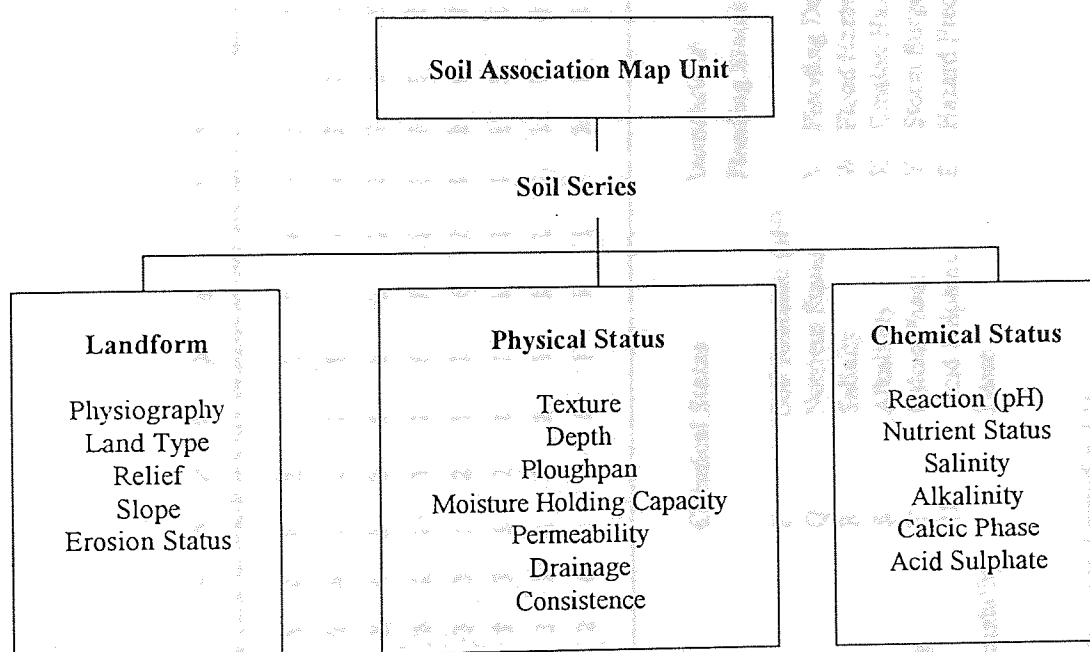 Soil Association Map Unit
Soil Series
Landform
Physiography
Land Type
Relief
Slope
Erosion Status
Physical Status
Texture
Depth
Ploughpan
Moisture Holding Capacity
Permeability
Drainage
Consistence
Chemical Status
Reaction (pH)
Nutrient Status
Salinity
Alkalinity
Calcic Phase
Acid Sulphate